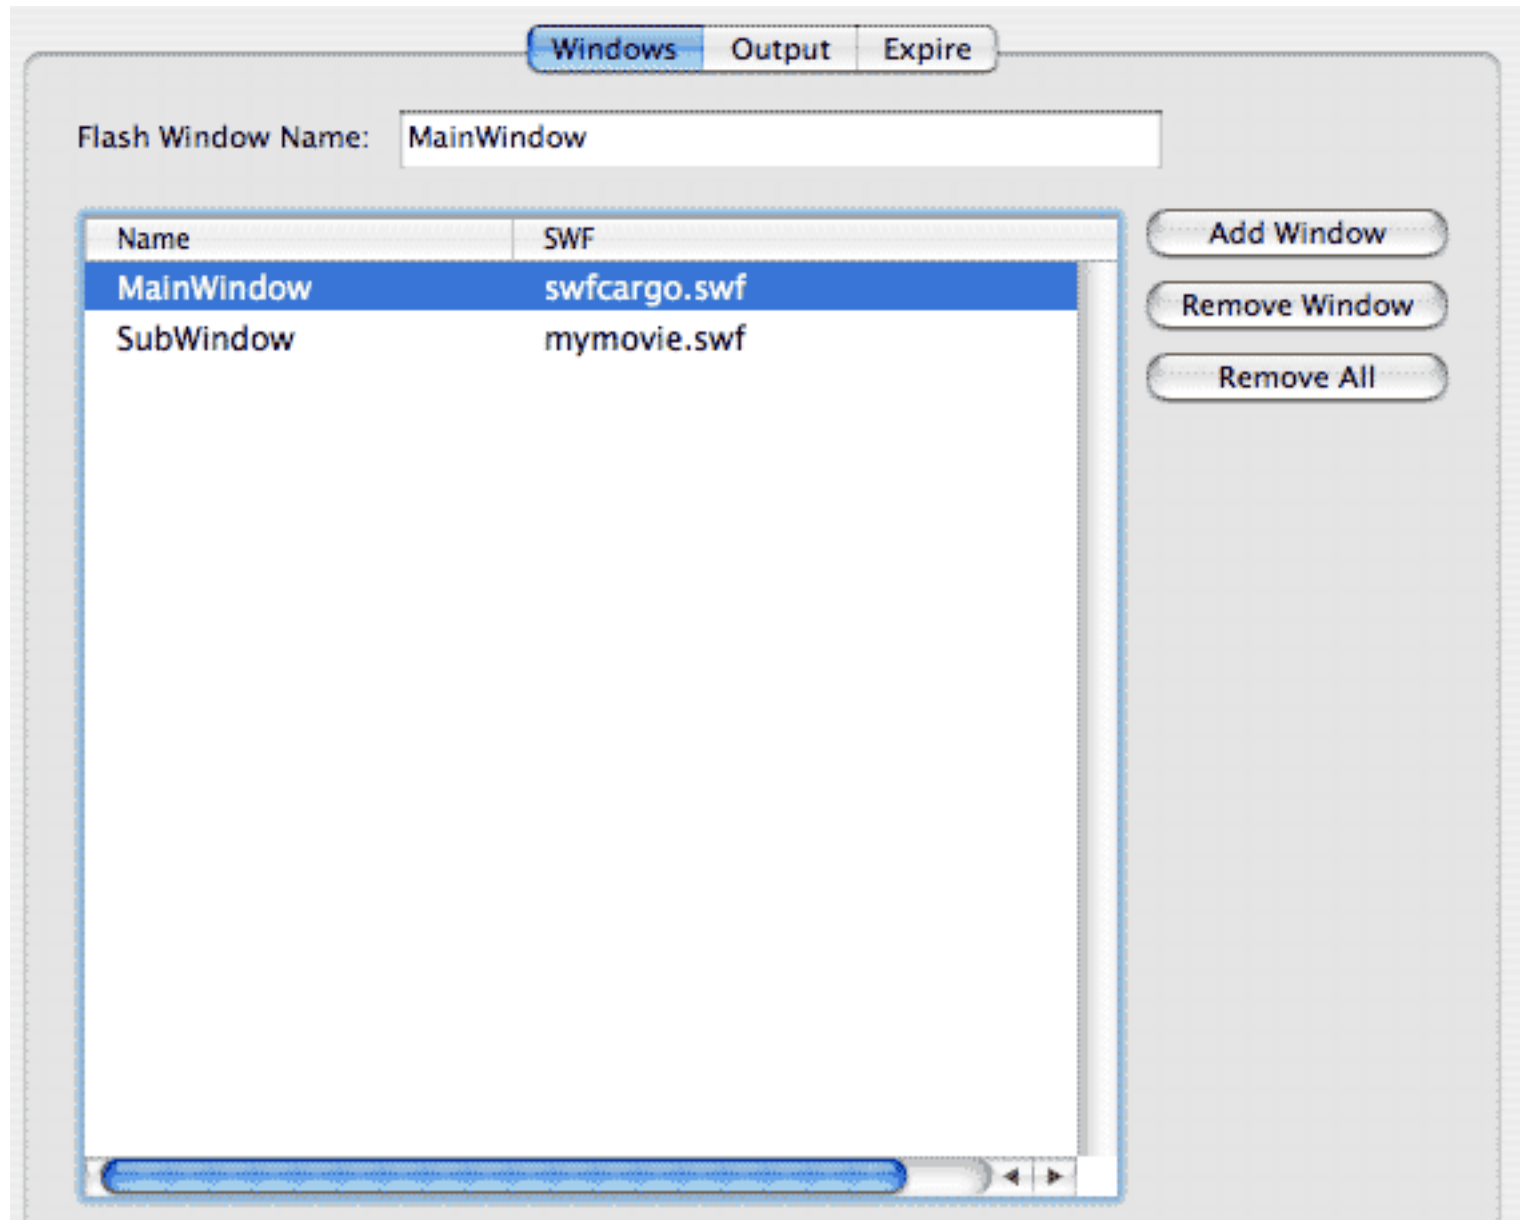 Windows Output Expire
Flash Window Name: MainWindow
Name SWF Add Window
MainWindow swfcargo.swf Remove Window
SubWindow mymovie.swf
Remove All